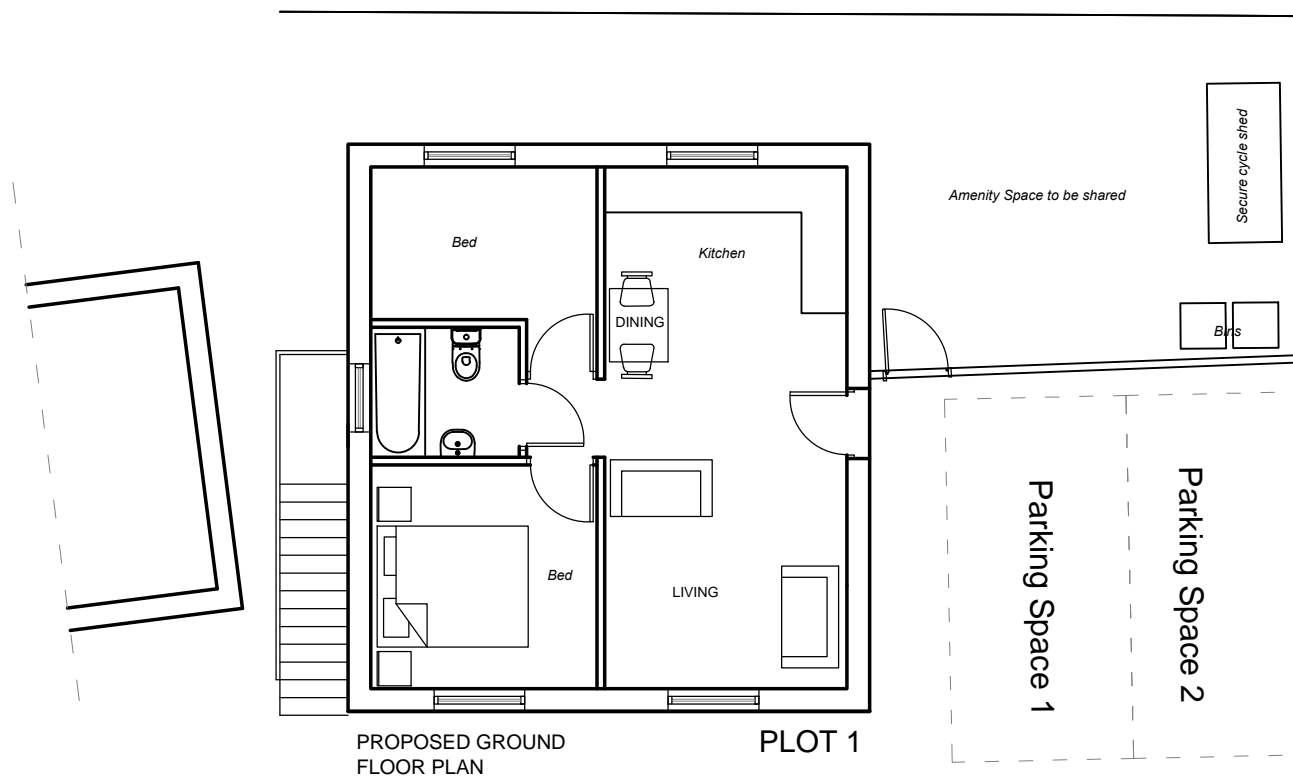 Secure cycle shed
Amenity Space to be shared
Bed
Kitchen
DINING
Bins
Parking Space 1
Parking Space 2
Bed
LIVING
PROPOSED GROUND
FLOOR PLAN
PLOT 1